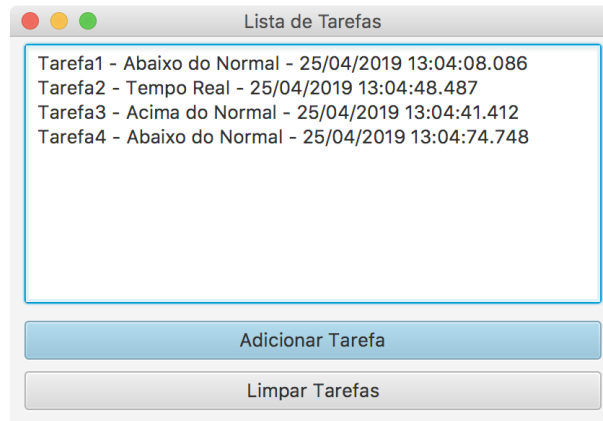 Lista de Tarefas
Tarefa1 - Abaixo do Normal - 25/04/2019 13:04:08.086
Tarefa2 - Tempo Real - 25/04/2019 13:04:48.487
Tarefa3 - Acima do Normal - 25/04/2019 13:04:41.412
Tarefa4 - Abaixo do Normal - 25/04/2019 13:04:74.748
Adicionar Tarefa
Limpar Tarefas